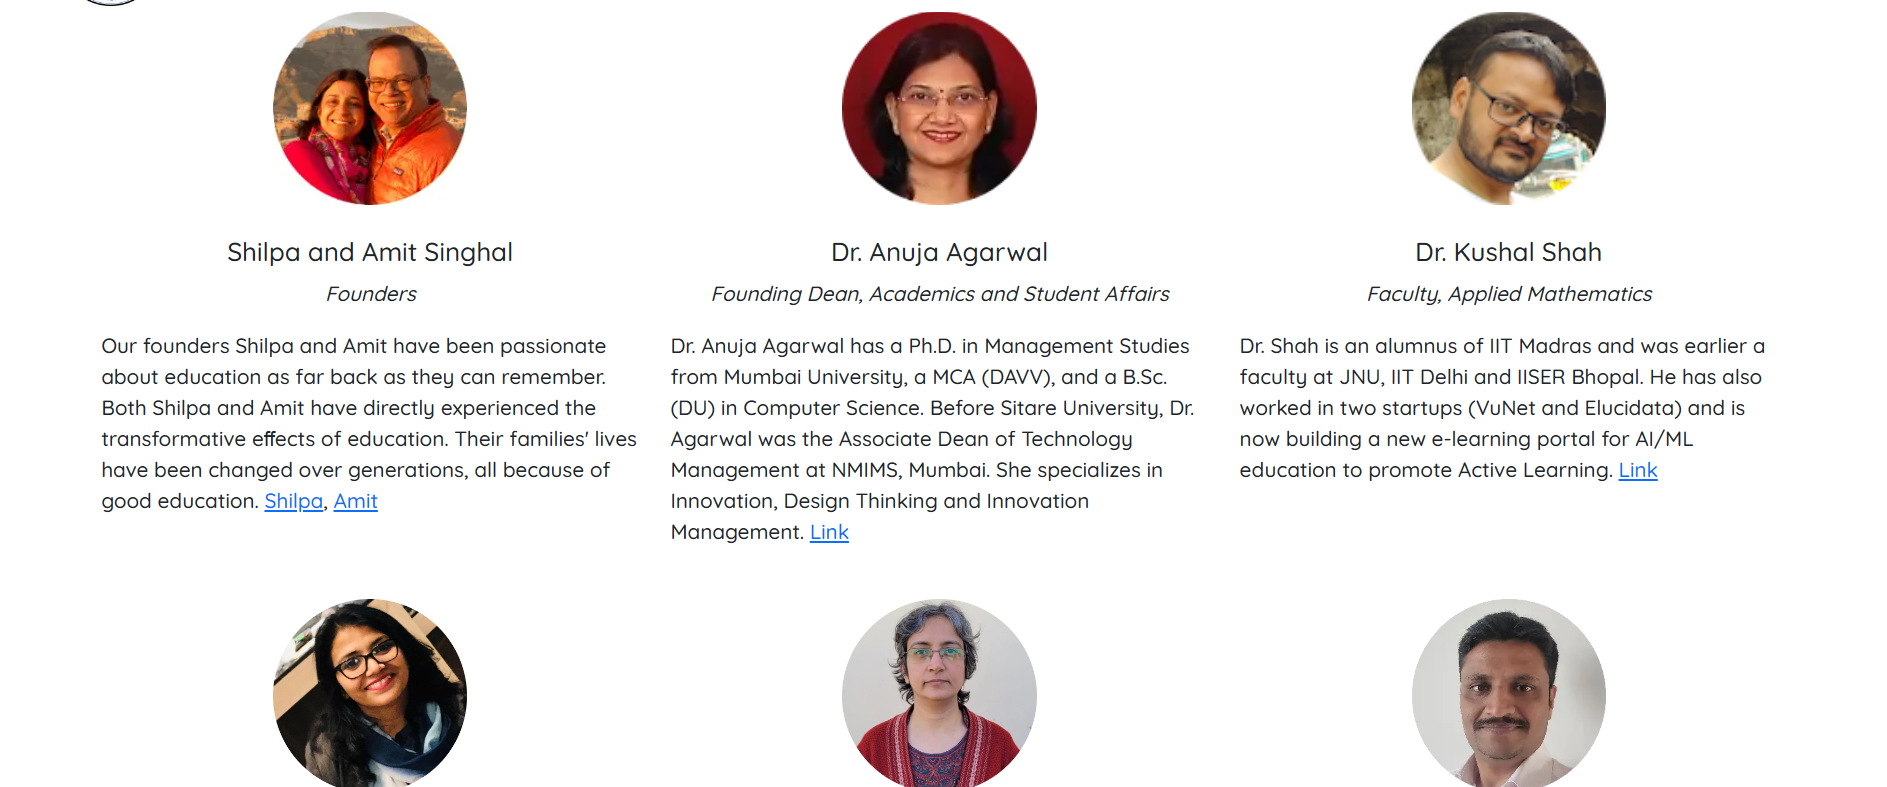 Shilpa and Amit Singhal
Founders
Our founders Shilpa and Amit have been passionate
about education as far back as they can remember.
Both Shilpa and Amit have directly experienced the
transformative effects of education. Their families' lives
have been changed over generations, all because of
good education. Shilpa, Amit
Dr. Anuja Agarwal
Founding Dean, Academics and Student Affairs
Dr. Anuja Agarwal has a Ph.D. in Management Studies
from Mumbai University, a MCA (DAVV), and a B.Sc.
(DU) in Computer Science. Before Sitare University, Dr.
Agarwal was the Associate Dean of Technology
Management at NMIMS, Mumbai. She specializes in
Innovation, Design Thinking and Innovation
Management. Link
Dr. Kushal Shah
Faculty, Applied Mathematics
Dr. Shah is an alumnus of IIT Madras and was earlier a
faculty at JNU, IIT Delhi and IISER Bhopal. He has also
worked in two startups (VuNet and Elucidata) and is
now building a new e-learning portal for AI/ML
education to promote Active Learning. Link